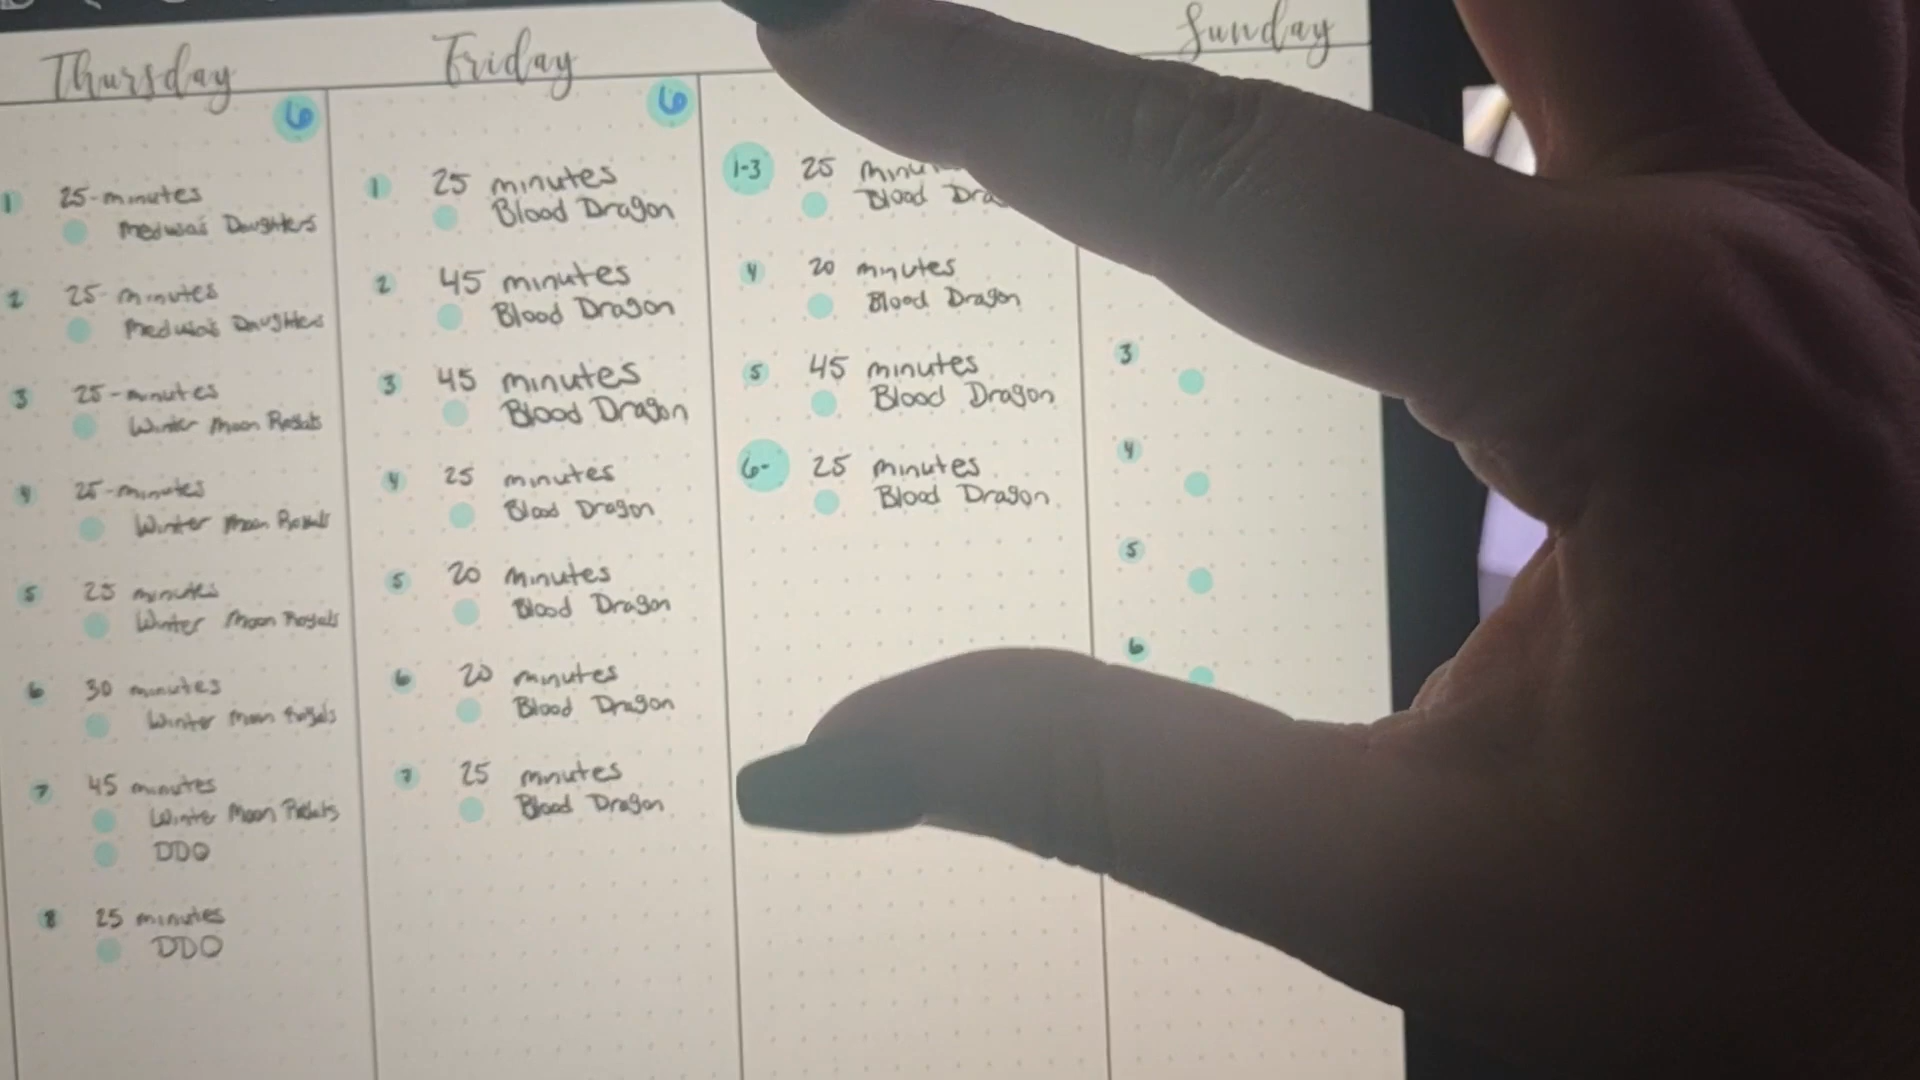 Thursday
6
1 25-minutes
Medusa's Daughters
2 25-minutes
Medusa's Daughters
3 25-minutes
Winter Moon
4 25-minutes
Winter Moon
5 25 minutes
Winter Moon Royals
6 30 minutes
Winter Moon Royals
7 45 minutes
Winter Moon
DDO
8 25 minutes
DDO
Friday
6
1 25 minutes
Blood Dragon
2 45 minutes
Blood Dragon
3 45 minutes
Blood Dragon
4 25 minutes
Blood Dragon
5 20 minutes
Blood Dragon
6 20 minutes
Blood Dragon
7 25 minutes
Blood Dragon
1-3 25
Blood
4 20 minutes
Blood Dragon
5 45 minutes
Blood Dragon
6- 25 minutes
Blood Dragon
Sunday
3
4
5
6